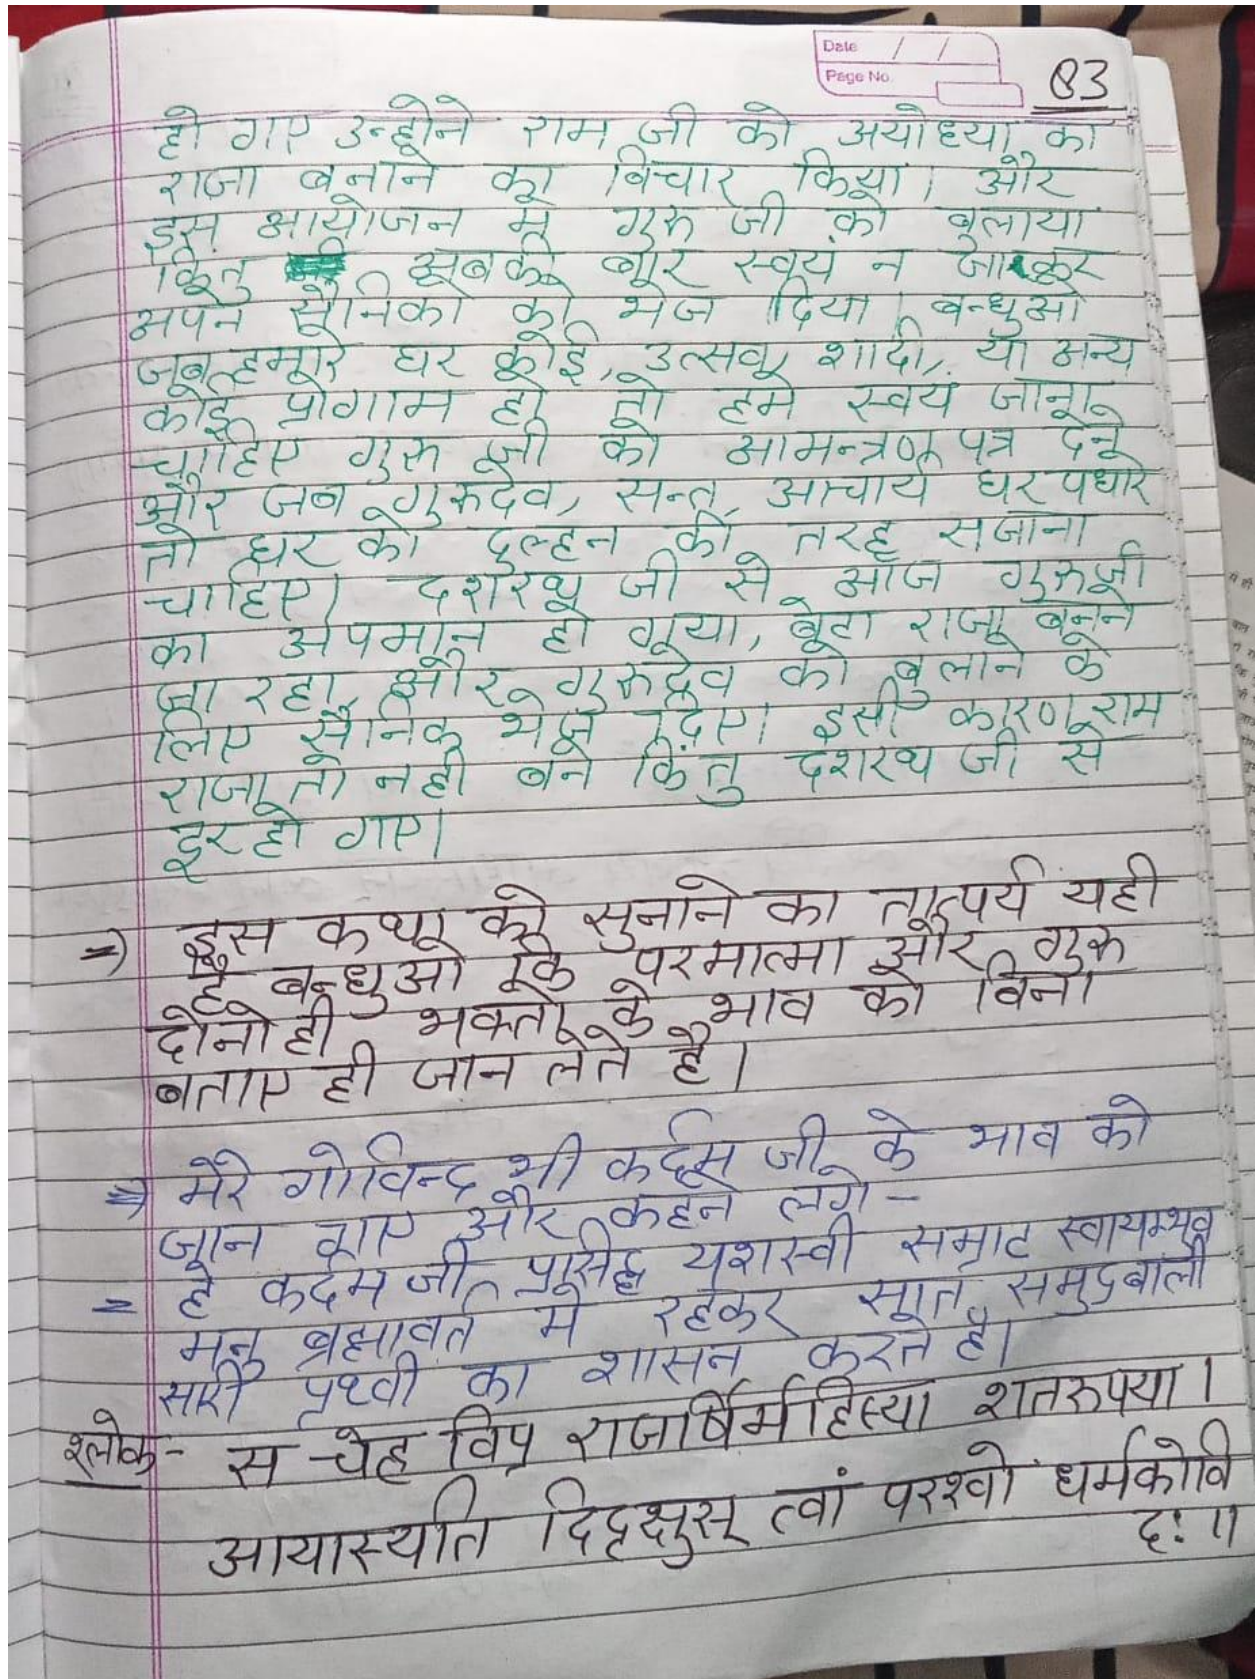 Date / /
Page No.
83
हो गए उन्होने राम जी को अयोध्या का
राजा बनाने का विचार किया। और
इस आयोजन मे गुरु जी को बुलाया
किंतु अबकी बार स्वयं न जाकर
अपने सैनिको को भेज दिया। बन्धुओ
जब हमारे घर कोई, उत्सव, शादी, या अन्य
कोई प्रोगाम हो तो हमे स्वयं जाना
चाहिए गुरु जी को आमन्त्रण पत्र देने
और जब गुरुदेव, सन्त, आचार्य घर पधारे
तो घर को दुल्हन की तरह सजाना
चाहिए। दशरथ जी से आज गुरुजी
का अपमान हो गया, बेटा राजा बनने
जा रहा, और गुरुदेव को बुलाने के
लिए सैनिक भेज दिए। इसी कारण राम
राजा तो नही बने किंतु दशरथ जी से
दूर हो गए।
=) इस कथा को सुनाने का तात्पर्य यही
है बन्धुओ कि परमात्मा और गुरु
दोनो ही भक्तो के भाव को बिना
बताए ही जान लेते है।
=) मेरे गोविन्द भी कर्दम जी के भाव को
जान गए और कहने लगे -
= हे कर्दम जी प्रसिद्ध यशस्वी सम्राट स्वायम्भुव
मनु ब्रह्मावर्त मे रहकर सात समुद्रवाली
सारी पृथ्वी का शासन करते है।
श्लोक - स चेह विप्र राजर्षिर्महिष्या शतरुपया।
आयास्यति दिदृक्षुस् त्वां परश्वो धर्मकोवि
दः ॥